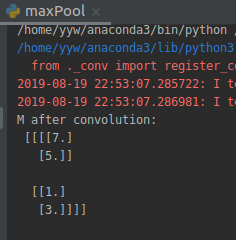 maxPool ×
/home/yyw/anaconda3/bin/python
/home/yyw/anaconda3/lib/python3
from ._conv import register_c
2019-08-19 22:53:07.285722: I t
2019-08-19 22:53:07.286981: I t
M after convolution:
[[[[7.]
[5.]]
[[1.]
[3.]]]]